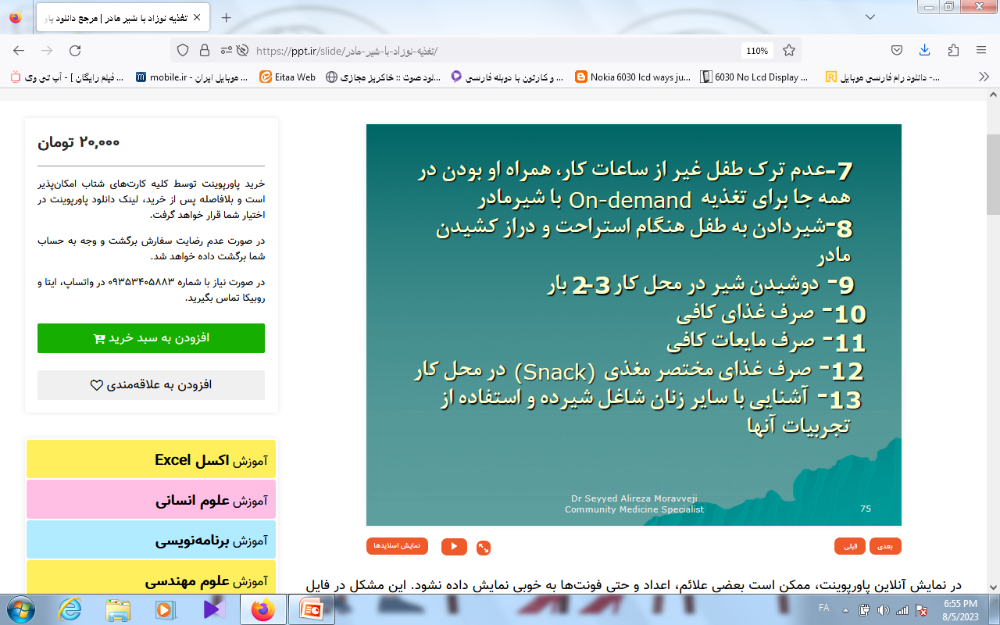 تغذیه نوزاد با شیر مادر | مرجع دانلود پاو
https://ppt.ir/slide/تغذیه-نوزاد-با-شیر-مادر/
110%
فیلم رایگان ] - آپ تی وی ...
mobile.ir - موبایل ایران ...
Eitaa Web
لود صوت :: خاکریز مجازی...
و کارتون با دوبله فارسی ...
Nokia 6030 lcd ways ju...
6030 No Lcd Display ...
دانلود رام فارسی موبایل -...
۲۰,۰۰۰ تومان
خرید پاورپوینت توسط کلیه کارت‌های شتاب امکان‌پذیر
است و بلافاصله پس از خرید، لینک دانلود پاورپوینت در
اختیار شما قرار خواهد گرفت.
در صورت عدم رضایت سفارش برگشت و وجه به حساب
شما برگشت داده خواهد شد.
در صورت نیاز با شماره ۰۹۳۵۳۴۰۵۸۸۳ در واتساپ، ایتا و
روبیکا تماس بگیرید.
افزودن به سبد خرید
افزودن به علاقه‌مندی
آموزش اکسل Excel
آموزش علوم انسانی
آموزش برنامه‌نویسی
آموزش علوم مهندسی
7-عدم ترک طفل غیر از ساعات کار، همراه او بودن در
همه جا برای تغذیه On-demand با شیرمادر
8-شیردادن به طفل هنگام استراحت و دراز کشیدن
مادر
9- دوشیدن شیر در محل کار 3-2 بار
10- صرف غذای کافی
11- صرف مایعات کافی
12- صرف غذای مختصر مغذی (Snack) در محل کار
13- آشنایی با سایر زنان شاغل شیرده و استفاده از
تجربیات آنها
Dr Seyyed Alireza Moravveji
Community Medicine Specialist
75
نمایش اسلایدها
قبلی
بعدی
در نمایش آنلاین پاورپوینت، ممکن است بعضی علائم، اعداد و حتی فونت‌ها به خوبی نمایش داده نشود. این مشکل در فایل
FA
6:55 PM
8/5/2023